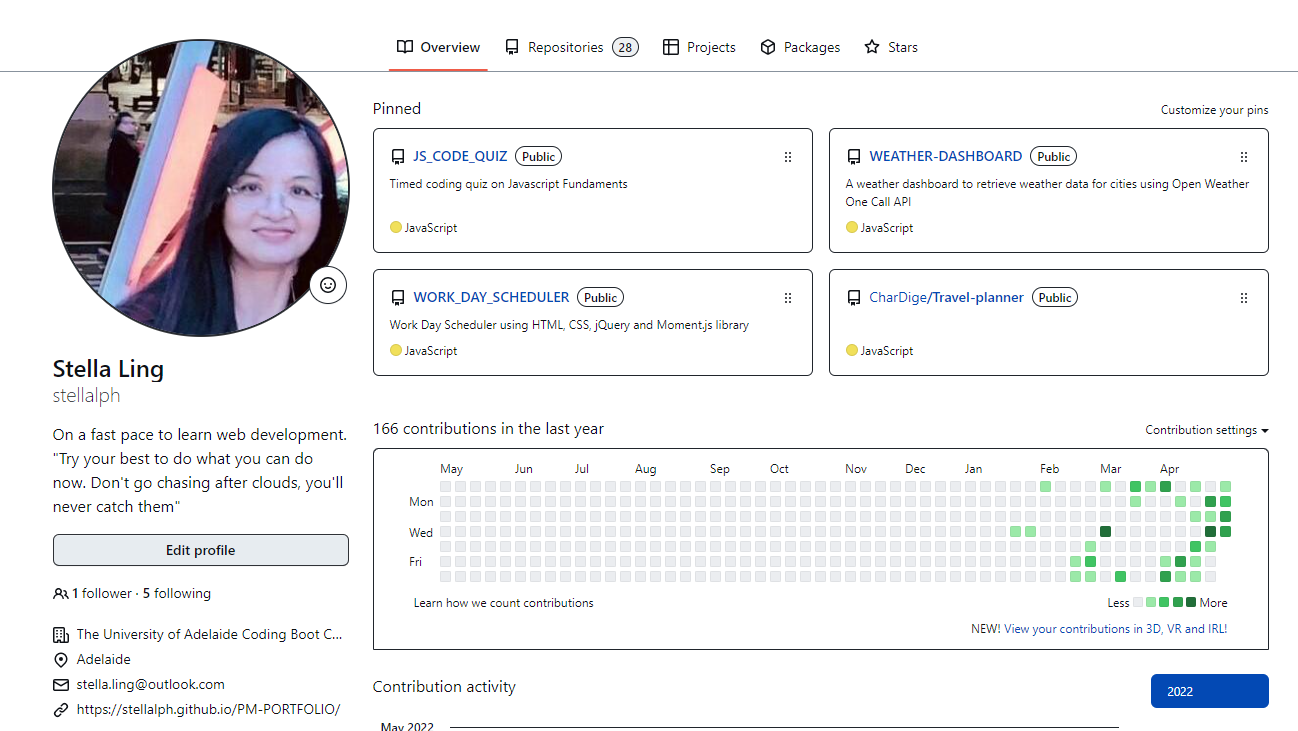 Overview Repositories 28 Projects Packages Stars
Pinned Customize your pins
JS_CODE_QUIZ Public
Timed coding quiz on Javascript Fundaments
JavaScript
WEATHER-DASHBOARD Public
A weather dashboard to retrieve weather data for cities using Open Weather
One Call API
JavaScript
WORK_DAY_SCHEDULER Public
Work Day Scheduler using HTML, CSS, jQuery and Moment.js library
JavaScript
CharDige/Travel-planner Public
JavaScript
Stella Ling
stellalph
On a fast pace to learn web development.
"Try your best to do what you can do
now. Don't go chasing after clouds, you'll
never catch them"
Edit profile
1 follower · 5 following
The University of Adelaide Coding Boot C...
Adelaide
stella.ling@outlook.com
https://stellalph.github.io/PM-PORTFOLIO/
166 contributions in the last year Contribution settings
May Jun Jul Aug Sep Oct Nov Dec Jan Feb Mar Apr
Mon
Wed
Fri
Learn how we count contributions Less More
NEW! View your contributions in 3D, VR and IRL!
Contribution activity 2022
May 2022